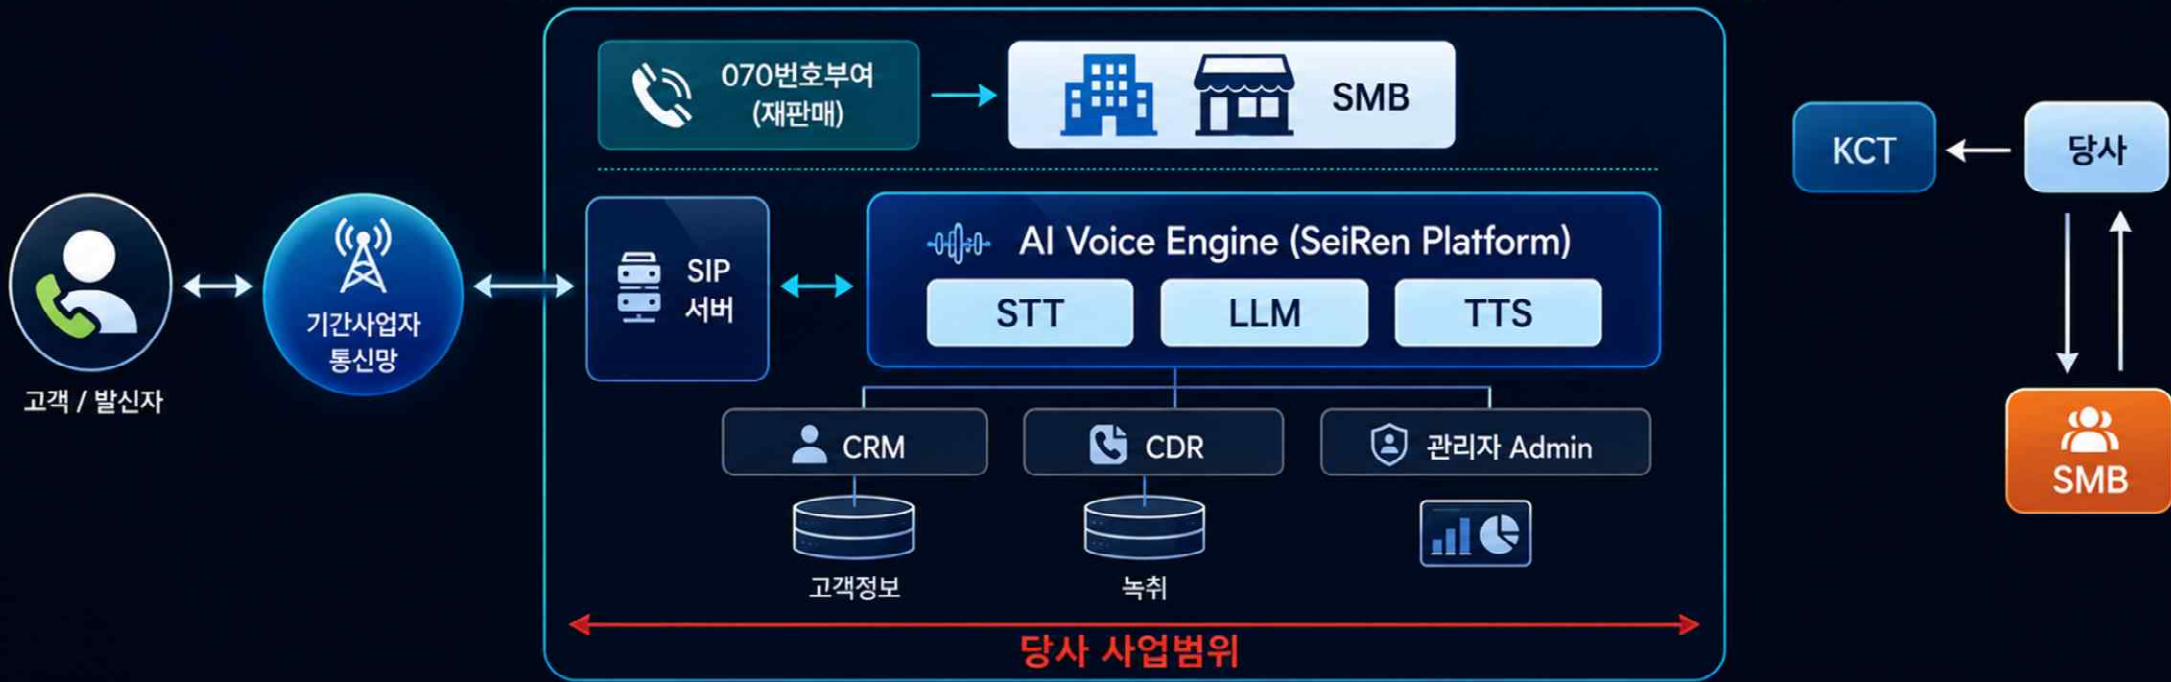 070번호부여
(재판매)
SMB
KCT
당사
기간사업자
통신망
고객 / 발신자
SIP
서버
AI Voice Engine (SeiRen Platform)
STT
LLM
TTS
CRM
CDR
관리자 Admin
고객정보
녹취
SMB
당사 사업범위